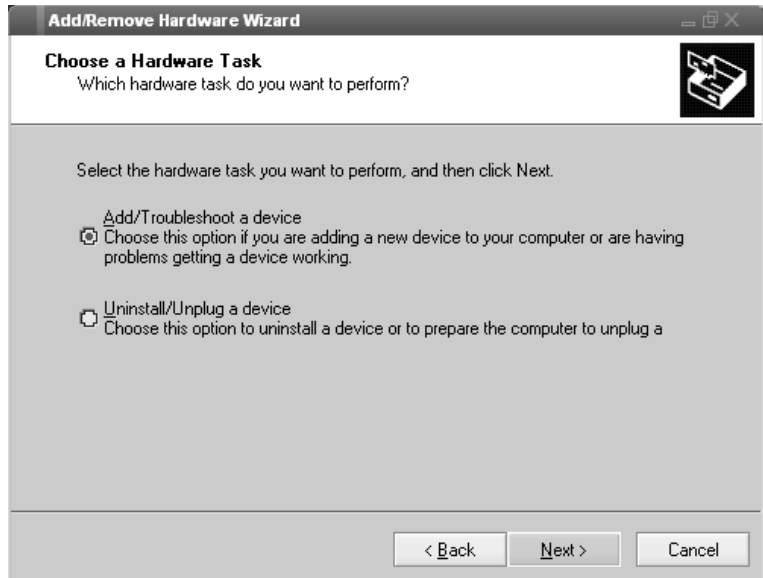 Add/Remove Hardware Wizard
Choose a Hardware Task
Which hardware task do you want to perform?
Select the hardware task you want to perform, and then click Next.
Add/Troubleshoot a device
Choose this option if you are adding a new device to your computer or are having
problems getting a device working.
Uninstall/Unplug a device
Choose this option to uninstall a device or to prepare the computer to unplug a
< Back
Next >
Cancel